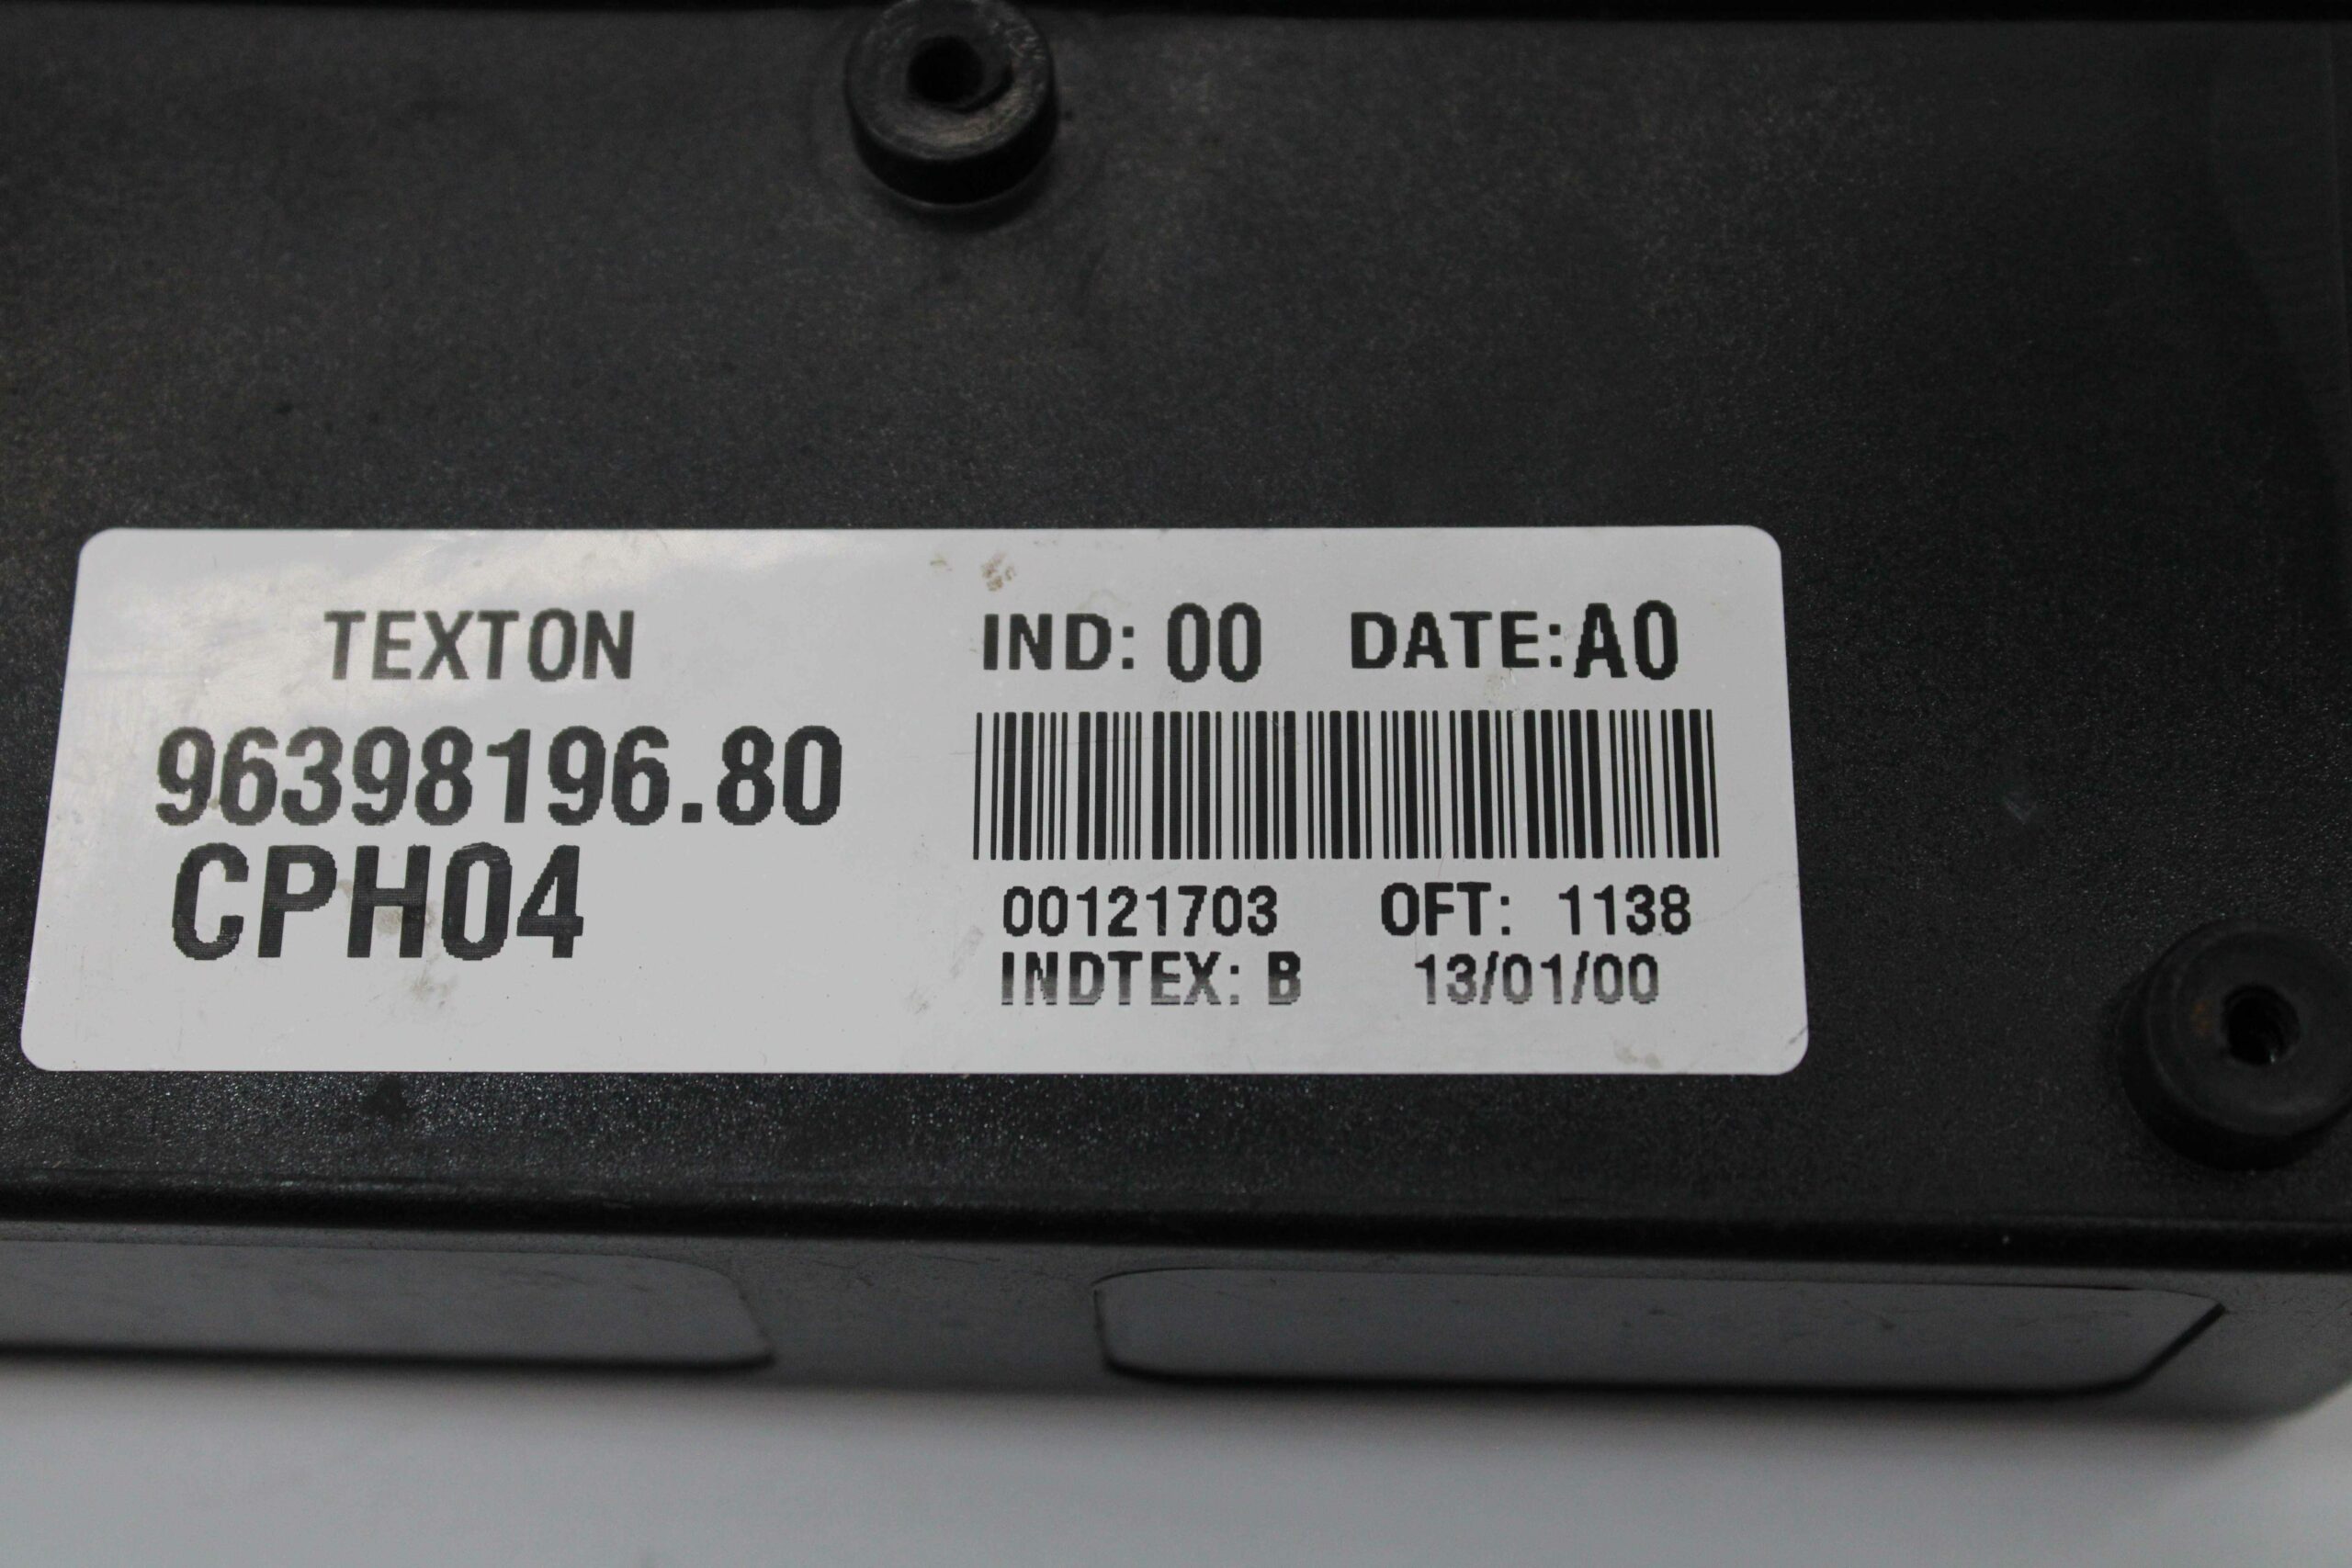 TEXTON
96398196.80
CPH04
IND: 00 DATE:A0
00121703 OFT: 1138
INDTEX: B 13/01/00